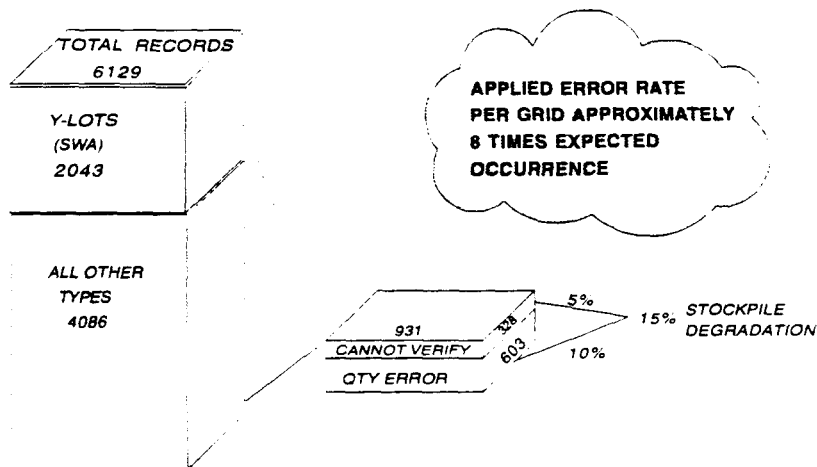 TOTAL RECORDS
6129
Y-LOTS
(SWA)
2043
ALL OTHER
TYPES
4086
APPLIED ERROR RATE
PER GRID APPROXIMATELY
8 TIMES EXPECTED
OCCURRENCE
931
CANNOT VERIFY
QTY ERROR
328
603
5%
10%
15% STOCKPILE
DEGRADATION